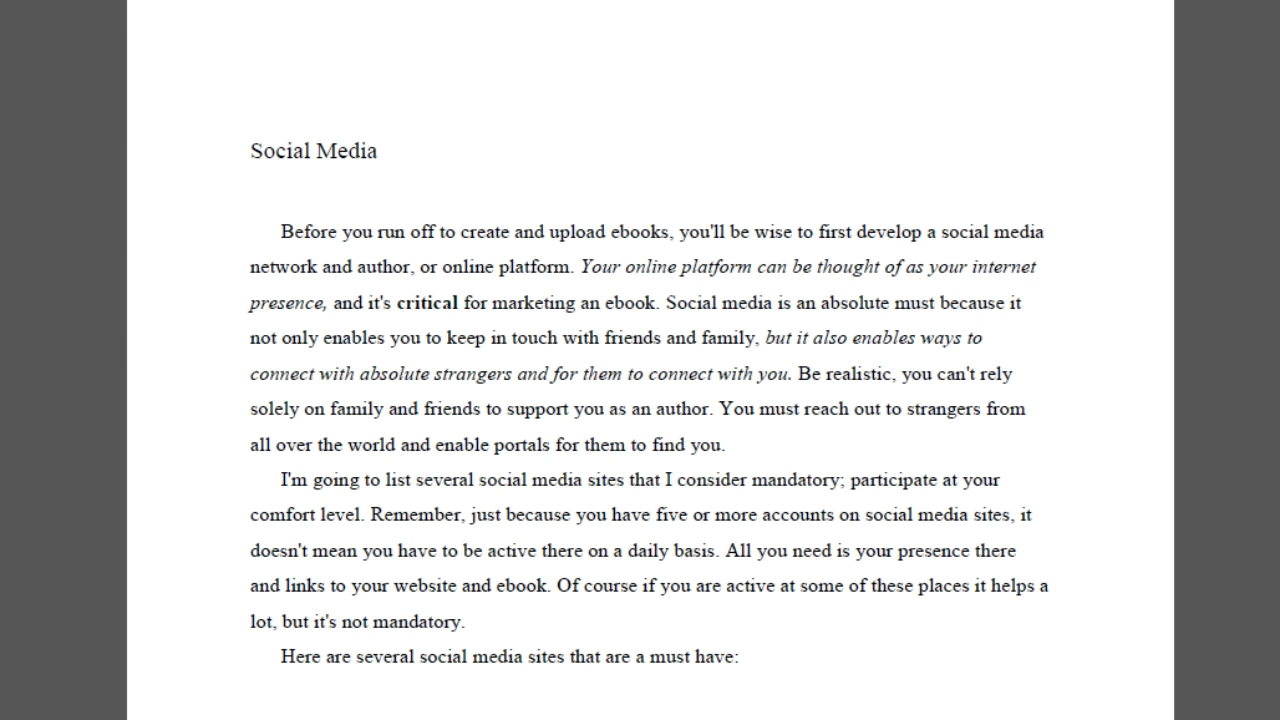 Social Media
Before you run off to create and upload ebooks, you'll be wise to first develop a social media
network and author, or online platform. Your online platform can be thought of as your internet
presence, and it's critical for marketing an ebook. Social media is an absolute must because it
not only enables you to keep in touch with friends and family, but it also enables ways to
connect with absolute strangers and for them to connect with you. Be realistic, you can't rely
solely on family and friends to support you as an author. You must reach out to strangers from
all over the world and enable portals for them to find you.
I'm going to list several social media sites that I consider mandatory; participate at your
comfort level. Remember, just because you have five or more accounts on social media sites, it
doesn't mean you have to be active there on a daily basis. All you need is your presence there
and links to your website and ebook. Of course if you are active at some of these places it helps a
lot, but it's not mandatory.
Here are several social media sites that are a must have: